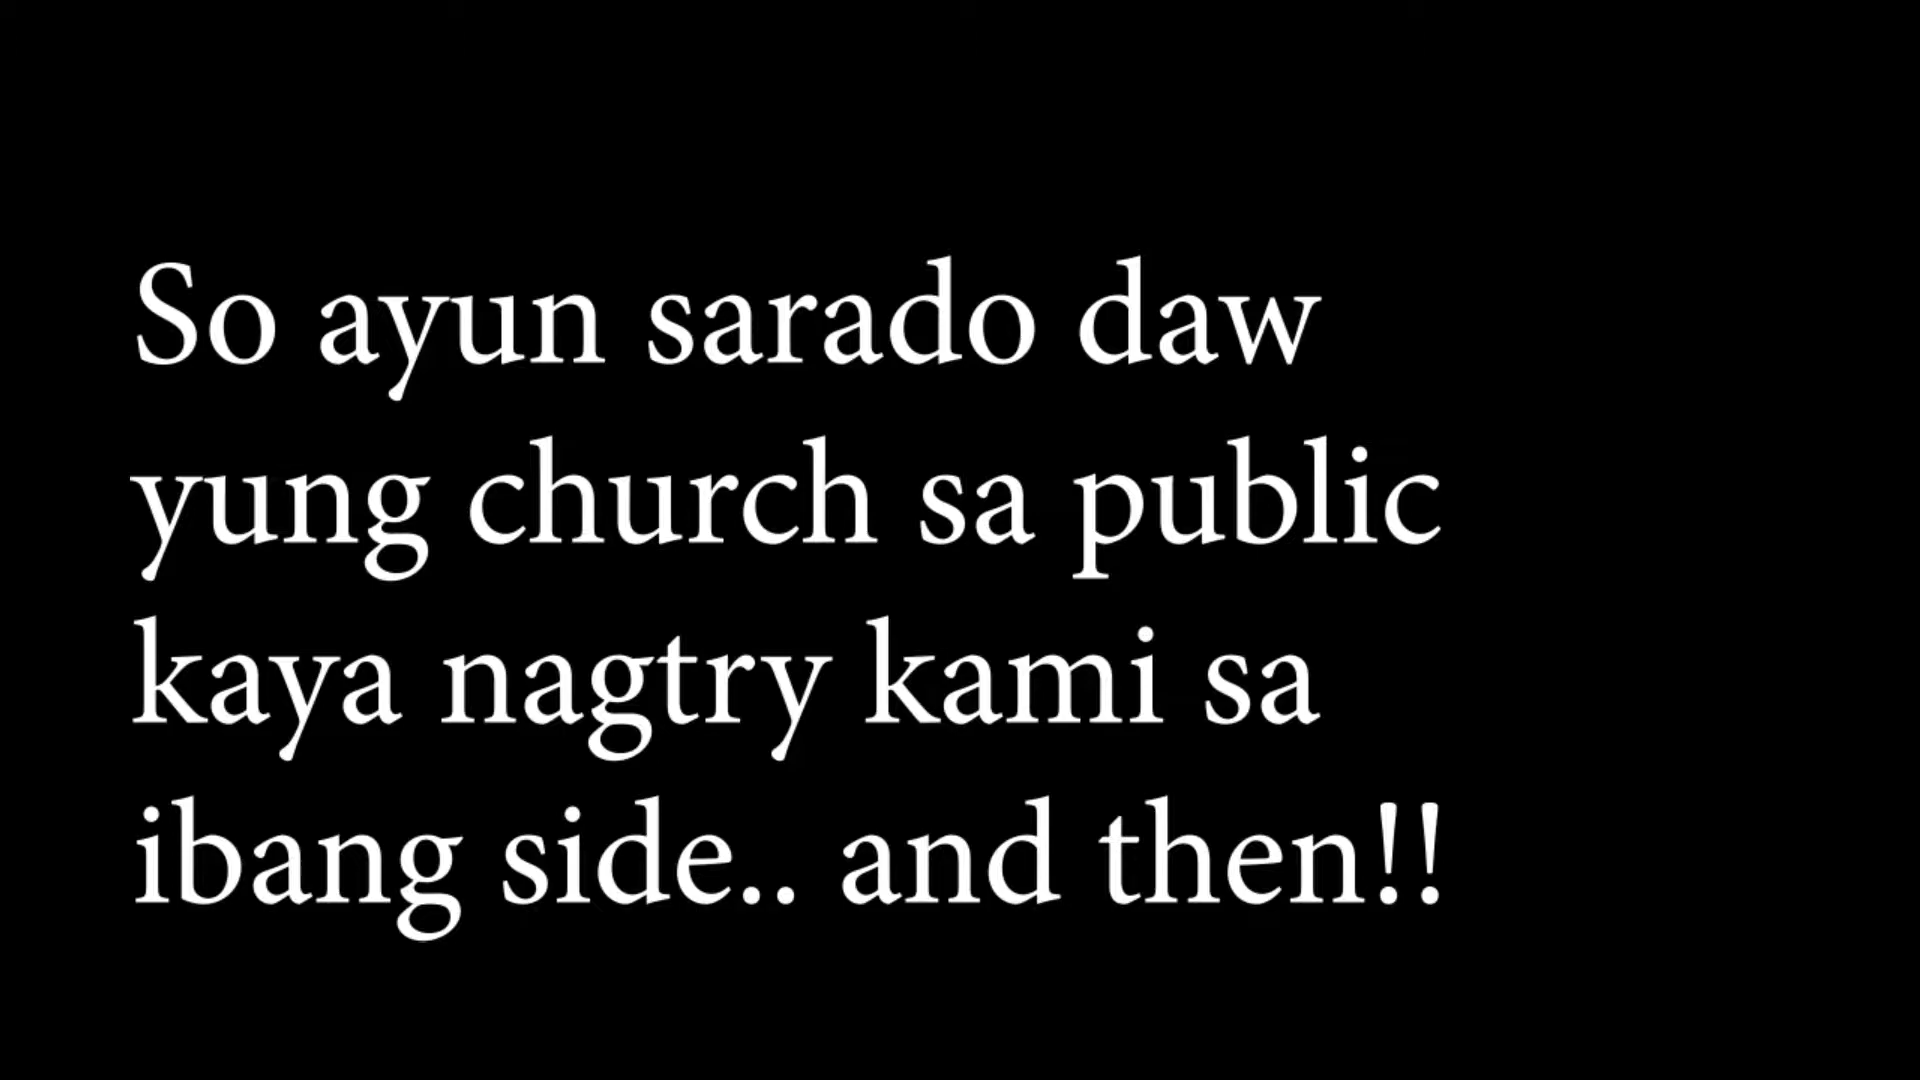 So ayun sarado daw
yung church sa public
kaya nagtry kami sa
ibang side.. and then!!